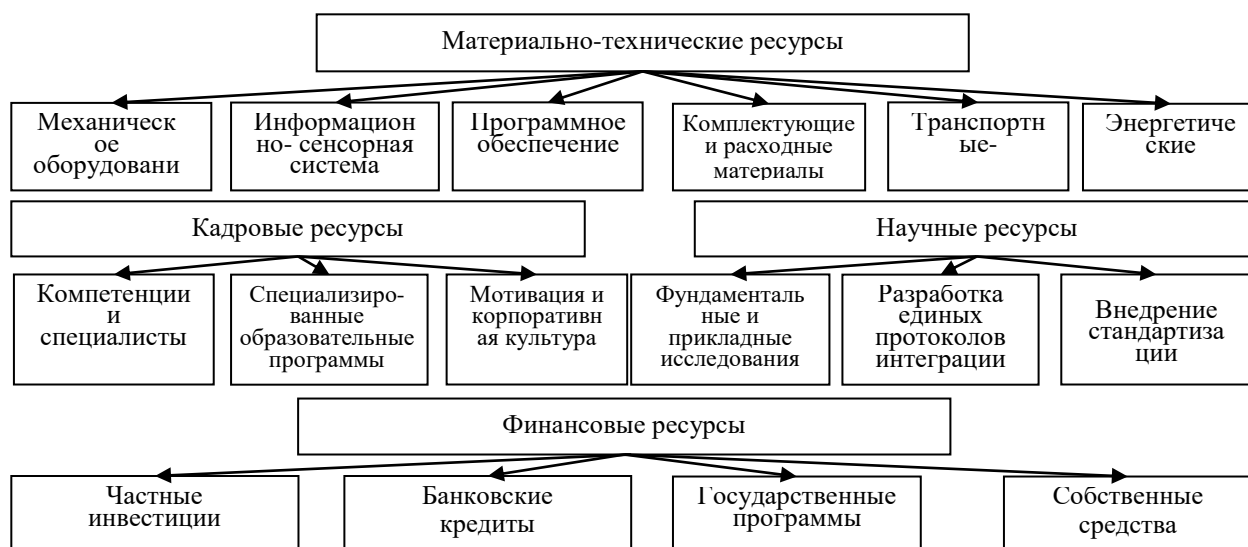 Материально-технические ресурсы
Механическ
ое
оборудовани
Информацион
но- сенсорная
система
Программное
обеспечение
Комплектующие
и расходные
материалы
Транспортн
ые-
Энергетиче
ские
Кадровые ресурсы
Научные ресурсы
Компетенции
и
специалисты
Специализиро-
ванные
образовательные
программы
Мотивация и
корпоративн
ая культура
Фундаменталь
ные и
прикладные
исследования
Разработка
единых
протоколов
интеграции
Внедрение
стандартиза
ции
Финансовые ресурсы
Частные
инвестиции
Банковские
кредиты
Государственные
программы
Собственные
средства